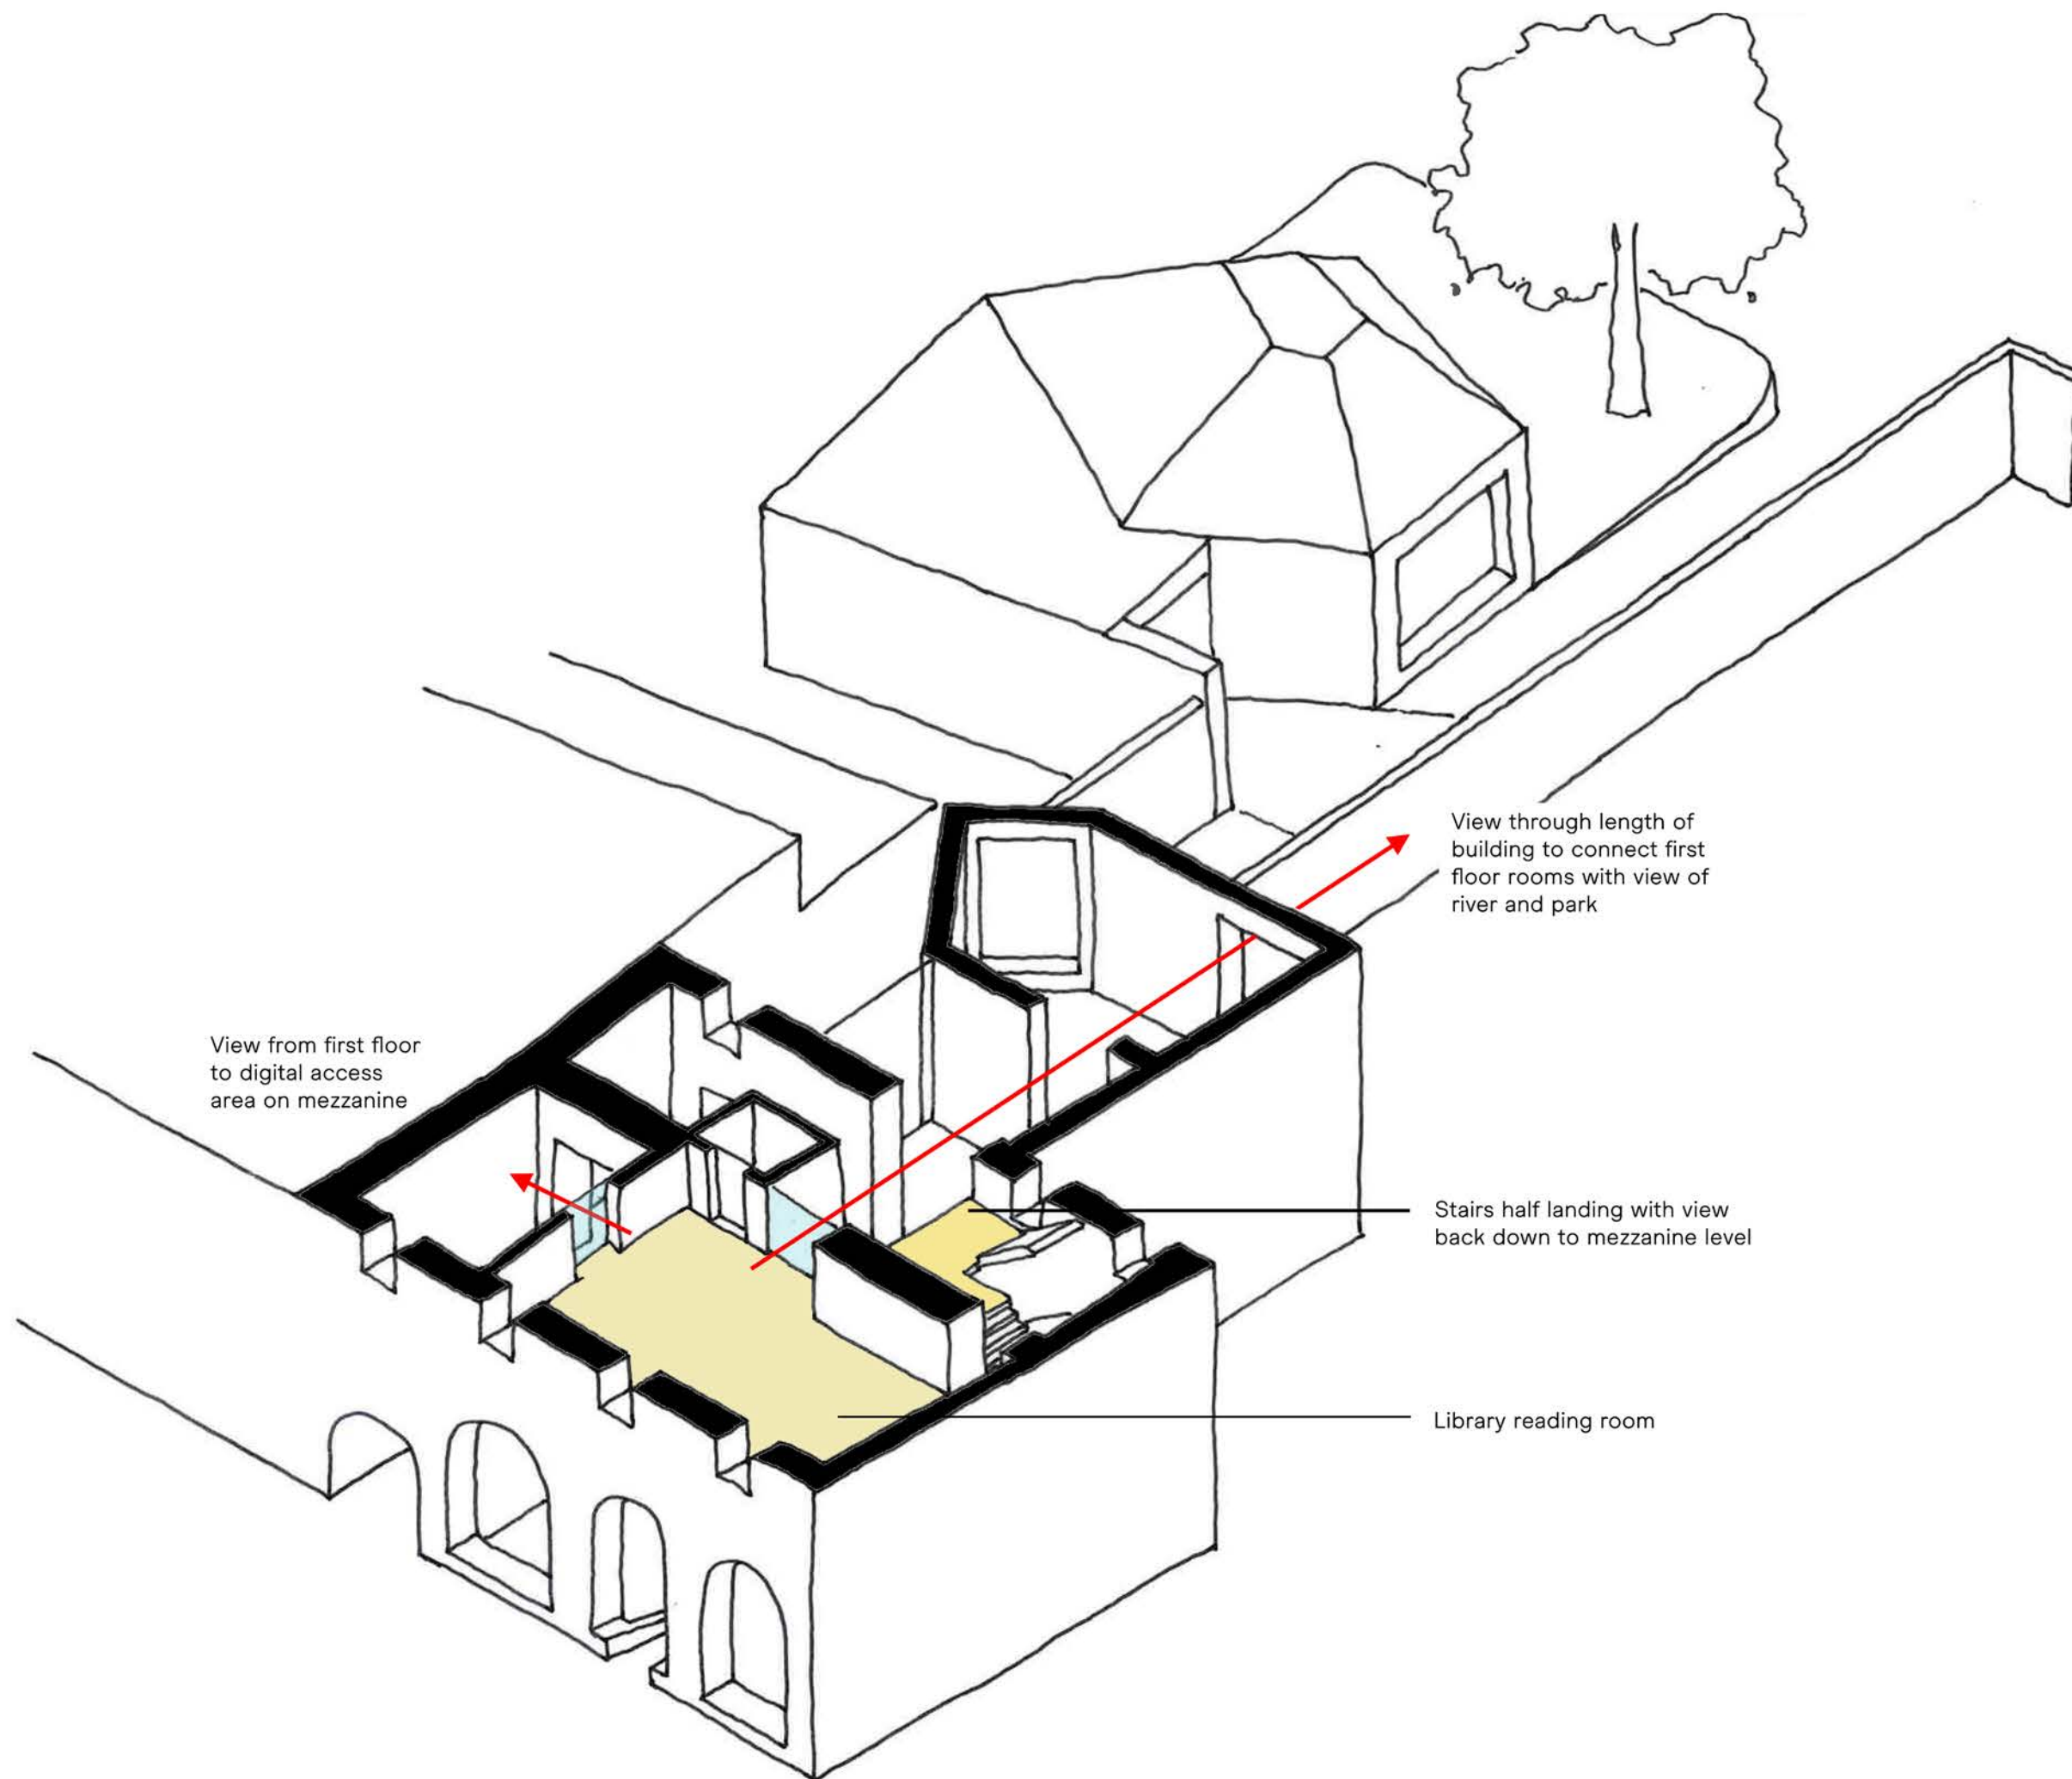 View through length of
building to connect first
floor rooms with view of
river and park
View from first floor
to digital access
area on mezzanine
Stairs half landing with view
back down to mezzanine level
Library reading room